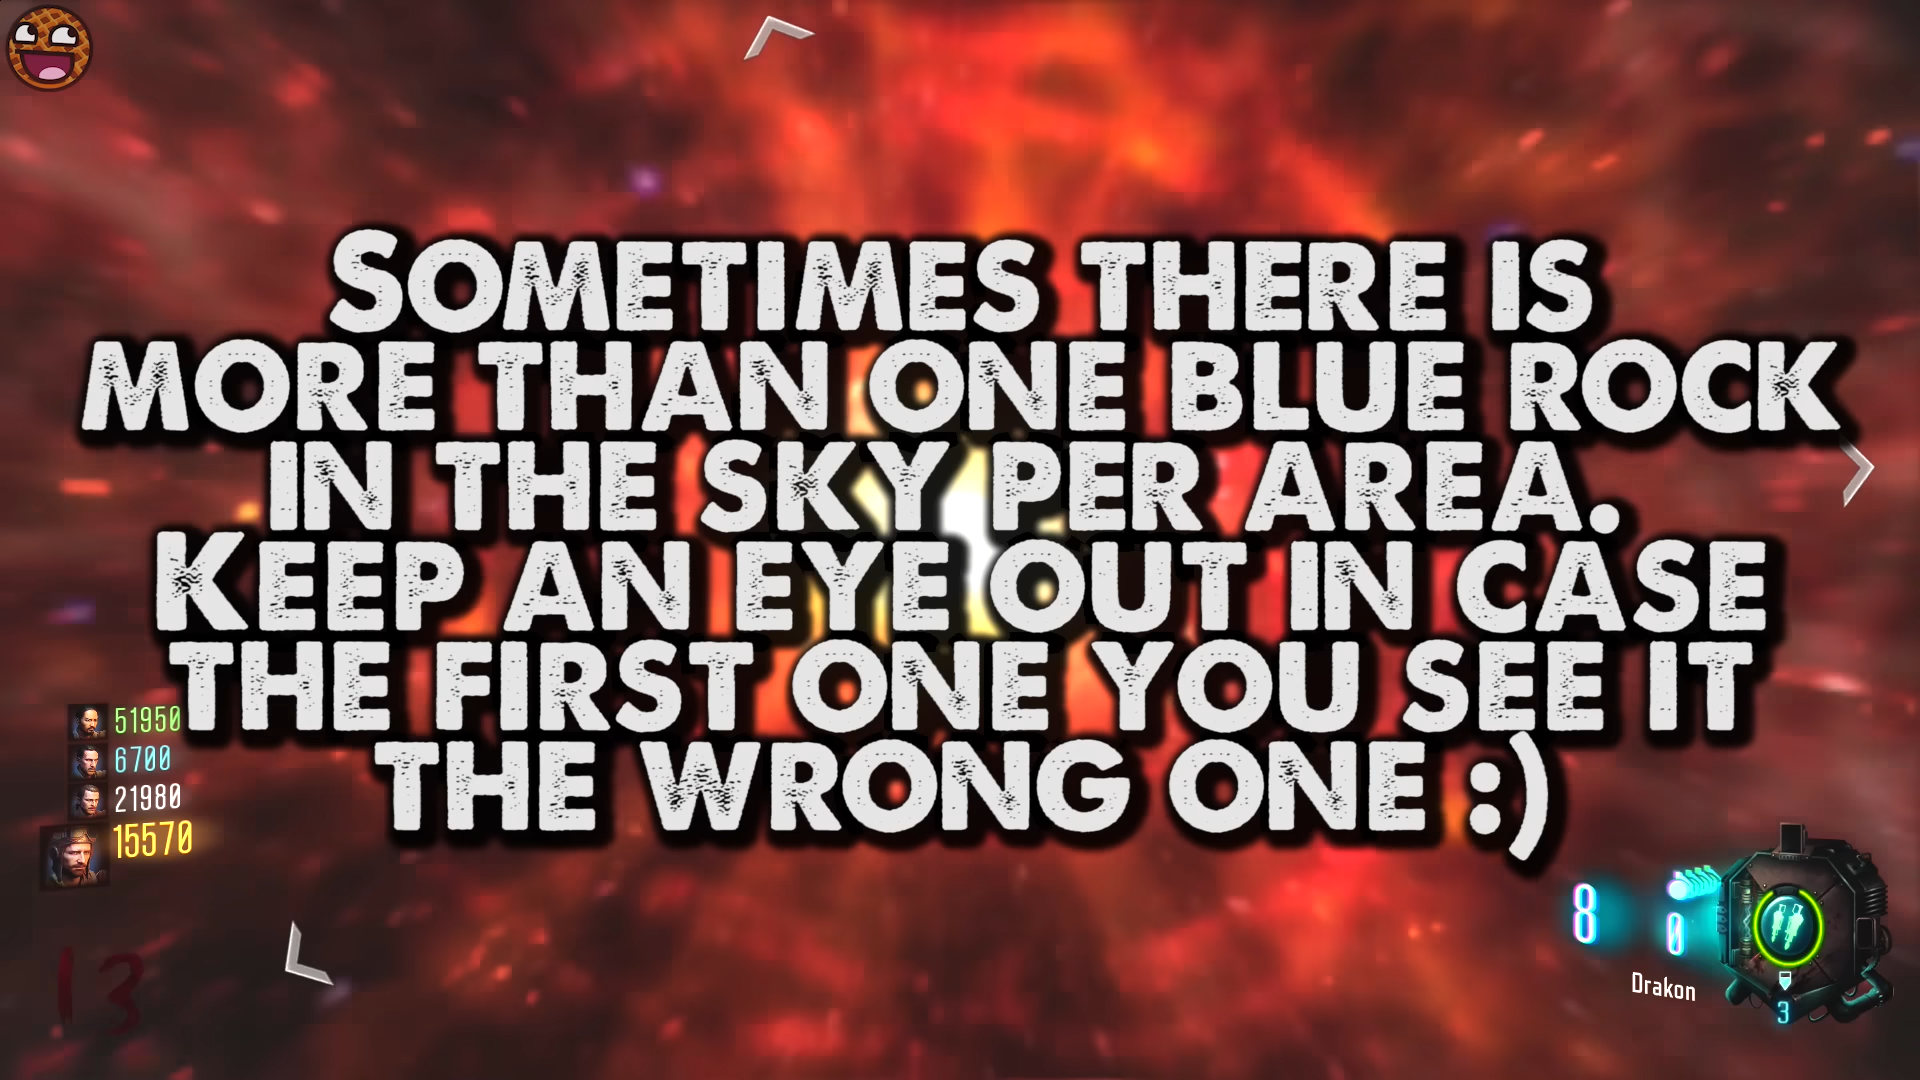 Sometimes there is
more than one blue rock
in the sky per area.
Keep an eye out in case
the first one you see it
the wrong one :)
51950
6700
21980
15570
13
8
0
Drakon
3